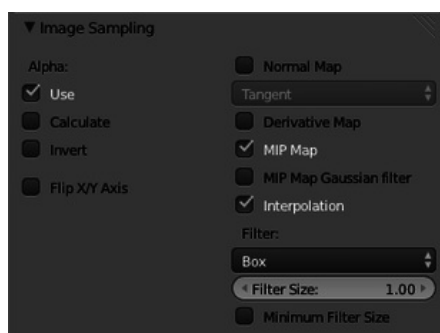 Image Sampling
Alpha:
Use
Calculate
Invert
Flip X/Y Axis
Normal Map
Tangent
Derivative Map
MIP Map
MIP Map Gaussian filter
Interpolation
Filter:
Box
Filter Size: 1.00
Minimum Filter Size